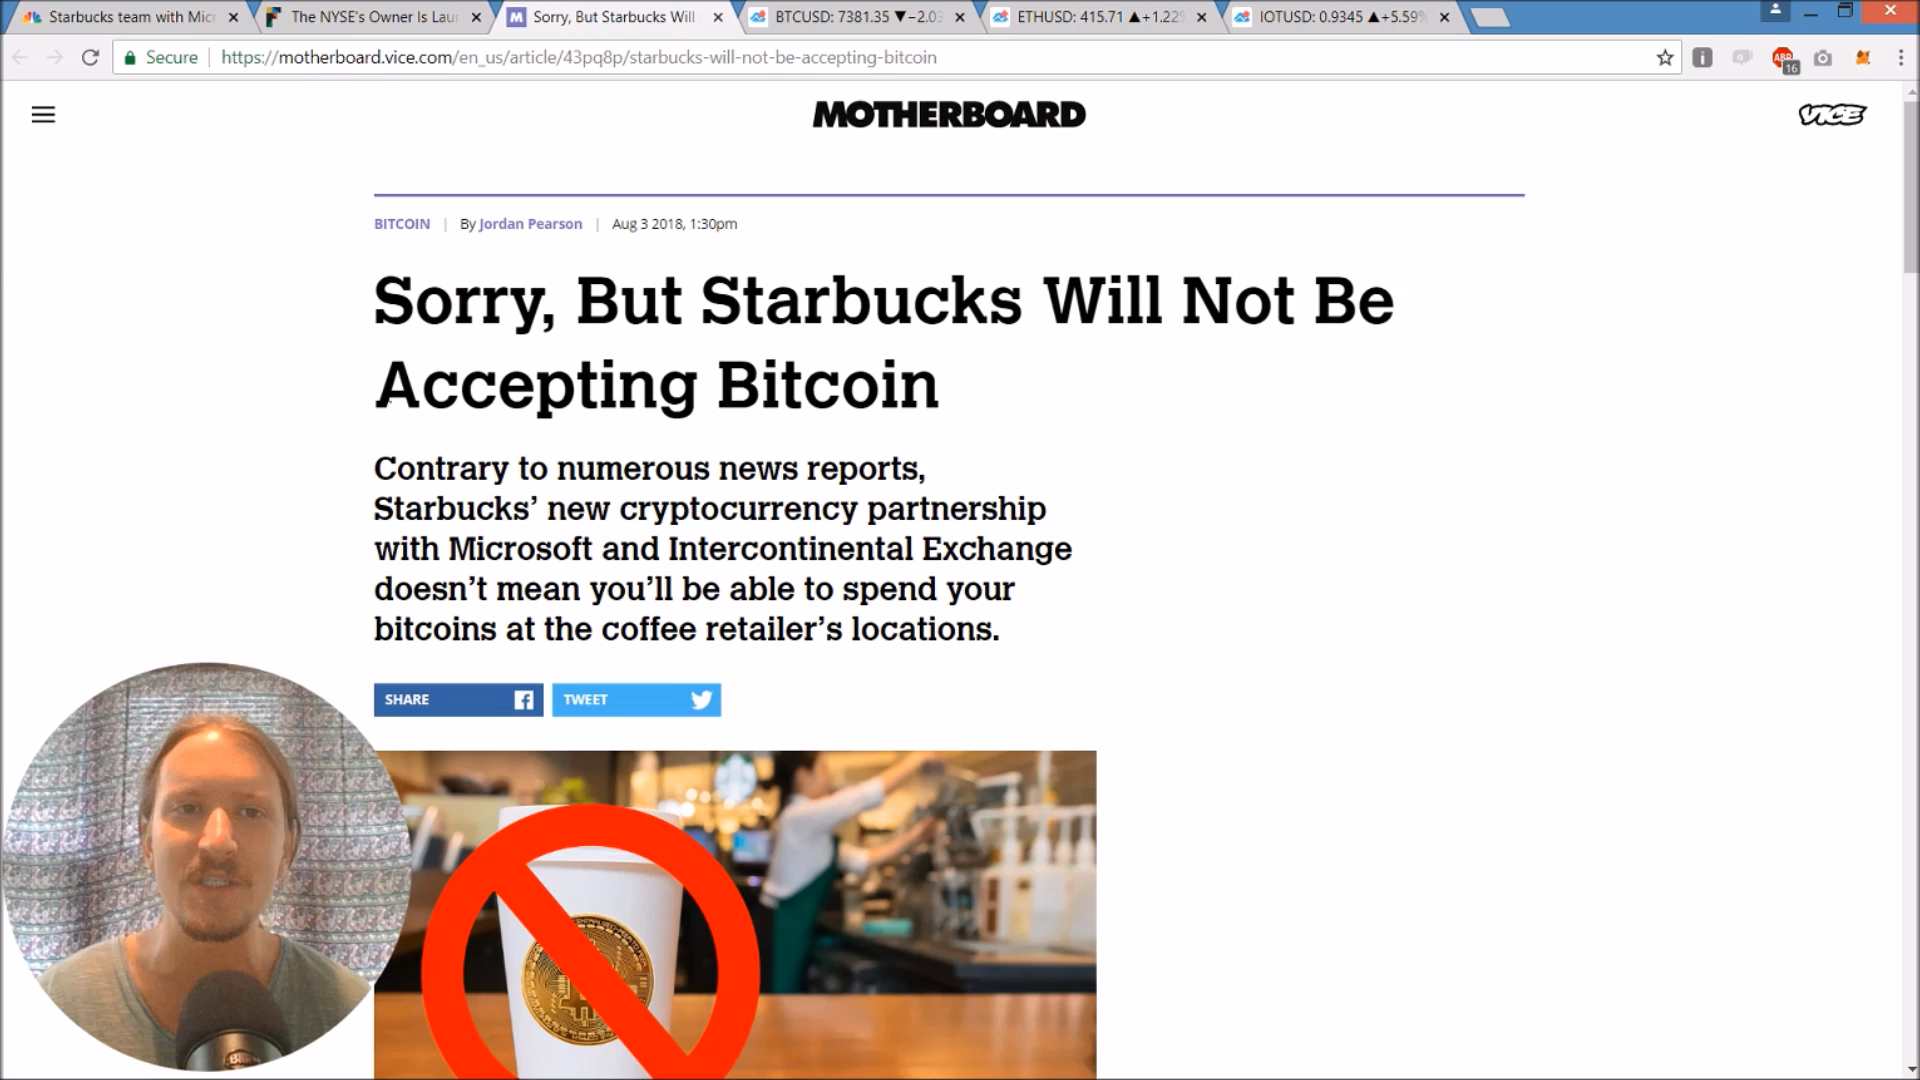 Starbucks team with Micr
The NYSE's Owner Is Lau
Sorry, But Starbucks Will
BTCUSD: 7381.35 ▼−2.03
ETHUSD: 415.71 ▲+1.22%
IOTUSD: 0.9345 ▲+5.59%
Secure
https://motherboard.vice.com/en_us/article/43pq8p/starbucks-will-not-be-accepting-bitcoin
ABP
16
MOTHERBOARD
VICE
BITCOIN | By Jordan Pearson | Aug 3 2018, 1:30pm
Sorry, But Starbucks Will Not Be
Accepting Bitcoin
Contrary to numerous news reports,
Starbucks’ new cryptocurrency partnership
with Microsoft and Intercontinental Exchange
doesn’t mean you’ll be able to spend your
bitcoins at the coffee retailer’s locations.
SHARE
TWEET